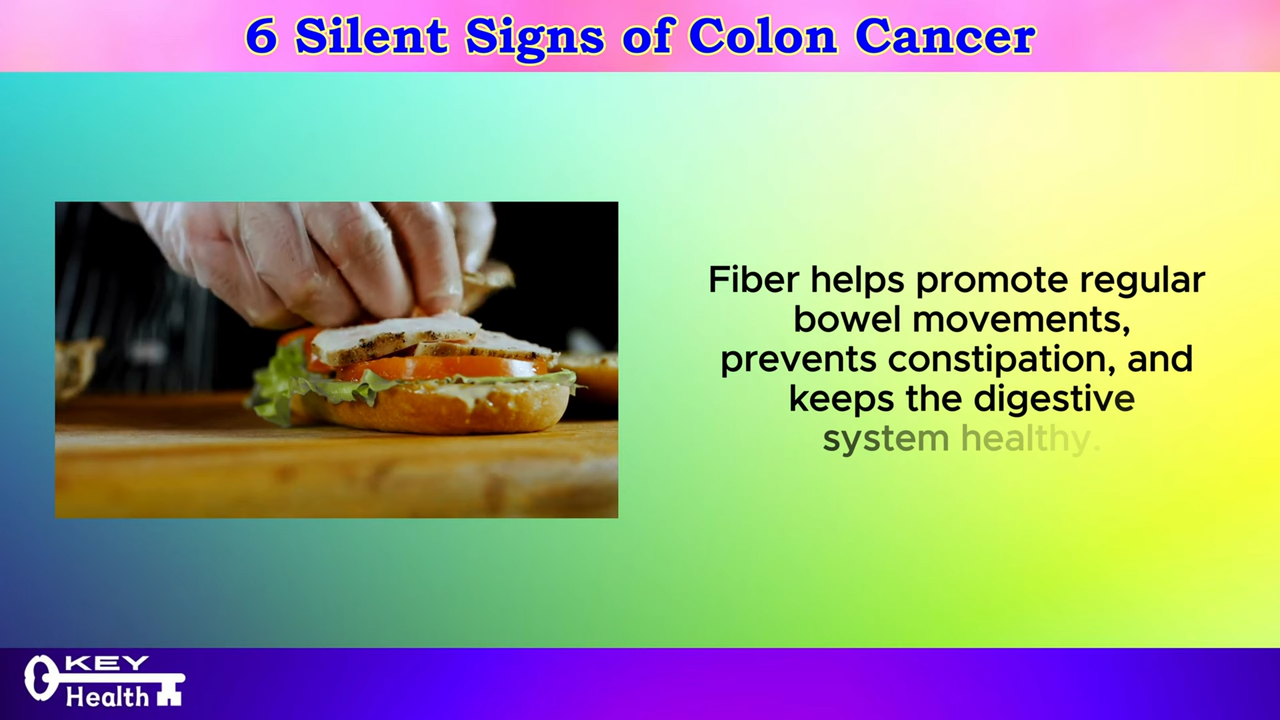 6 Silent Signs of Colon Cancer
Fiber helps promote regular
bowel movements,
prevents constipation, and
keeps the digestive
system healthy.
KEY
Health